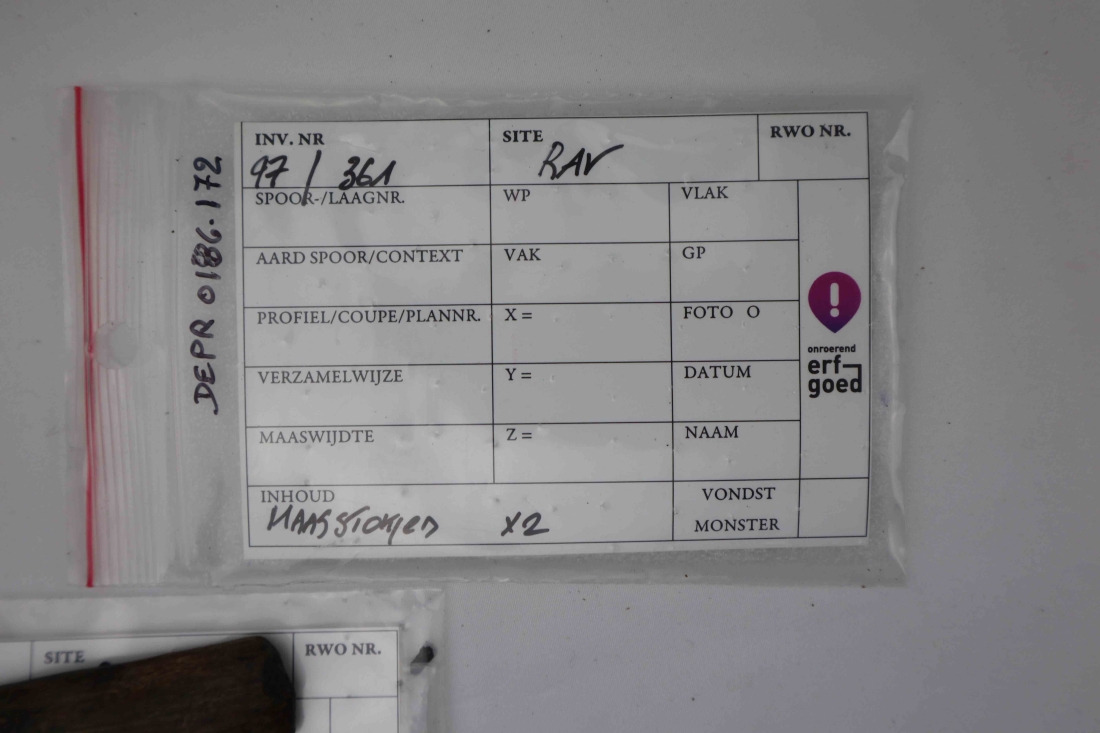 DEPR 0186.172
INV. NR SITE RWO NR.
97/361 RAV
SPOOR-/LAAGNR. WP VLAK
AARD SPOOR/CONTEXT VAK GP
PROFIEL/COUPE/PLANNR. X = FOTO O
VERZAMELWIJZE Y = DATUM
MAASWIJDTE Z = NAAM
onroerend
erf-
goed
INHOUD VONDST
MAASSTOKJES X2 MONSTER
SITE RWO NR.